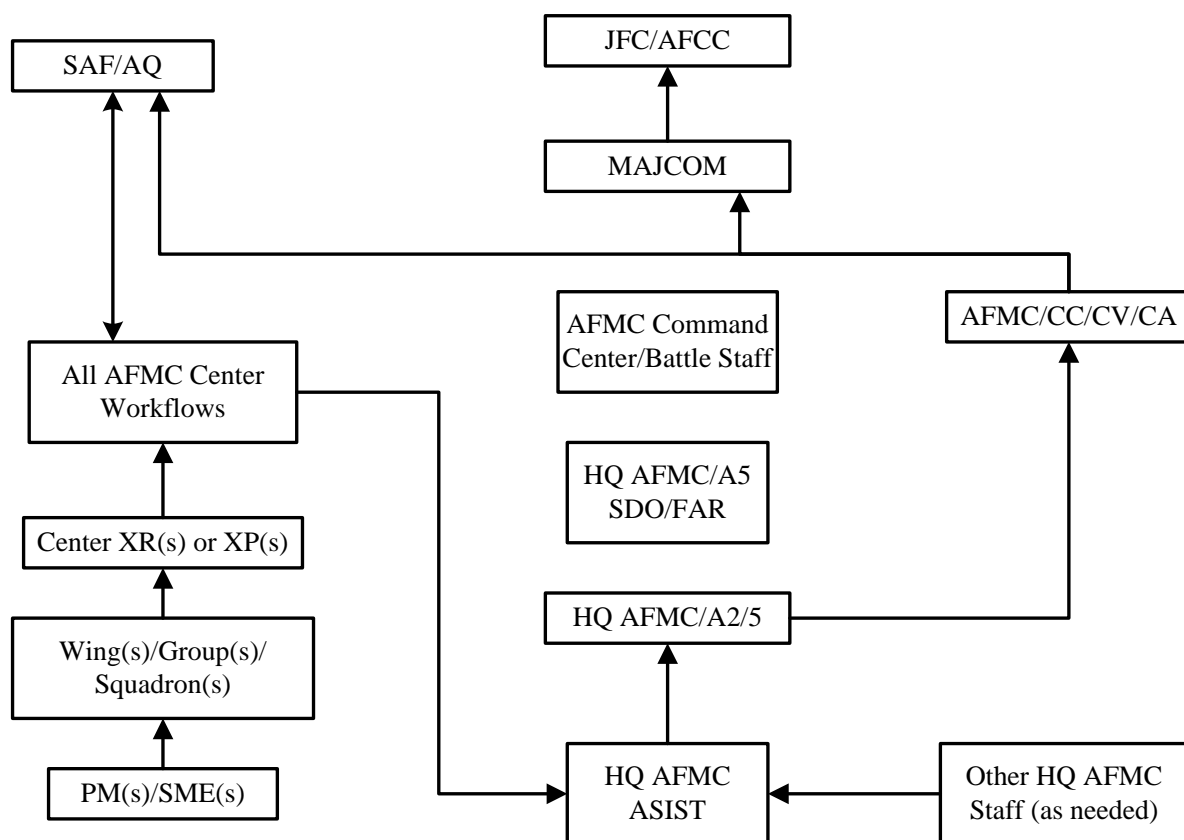 JFC/AFCC
SAF/AQ
MAJCOM
AFMC Command
Center/Battle Staff
AFMC/CC/CV/CA
All AFMC Center
Workflows
HQ AFMC/A5
SDO/FAR
Center XR(s) or XP(s)
HQ AFMC/A2/5
Wing(s)/Group(s)/
Squadron(s)
PM(s)/SME(s)
HQ AFMC
ASIST
Other HQ AFMC
Staff (as needed)